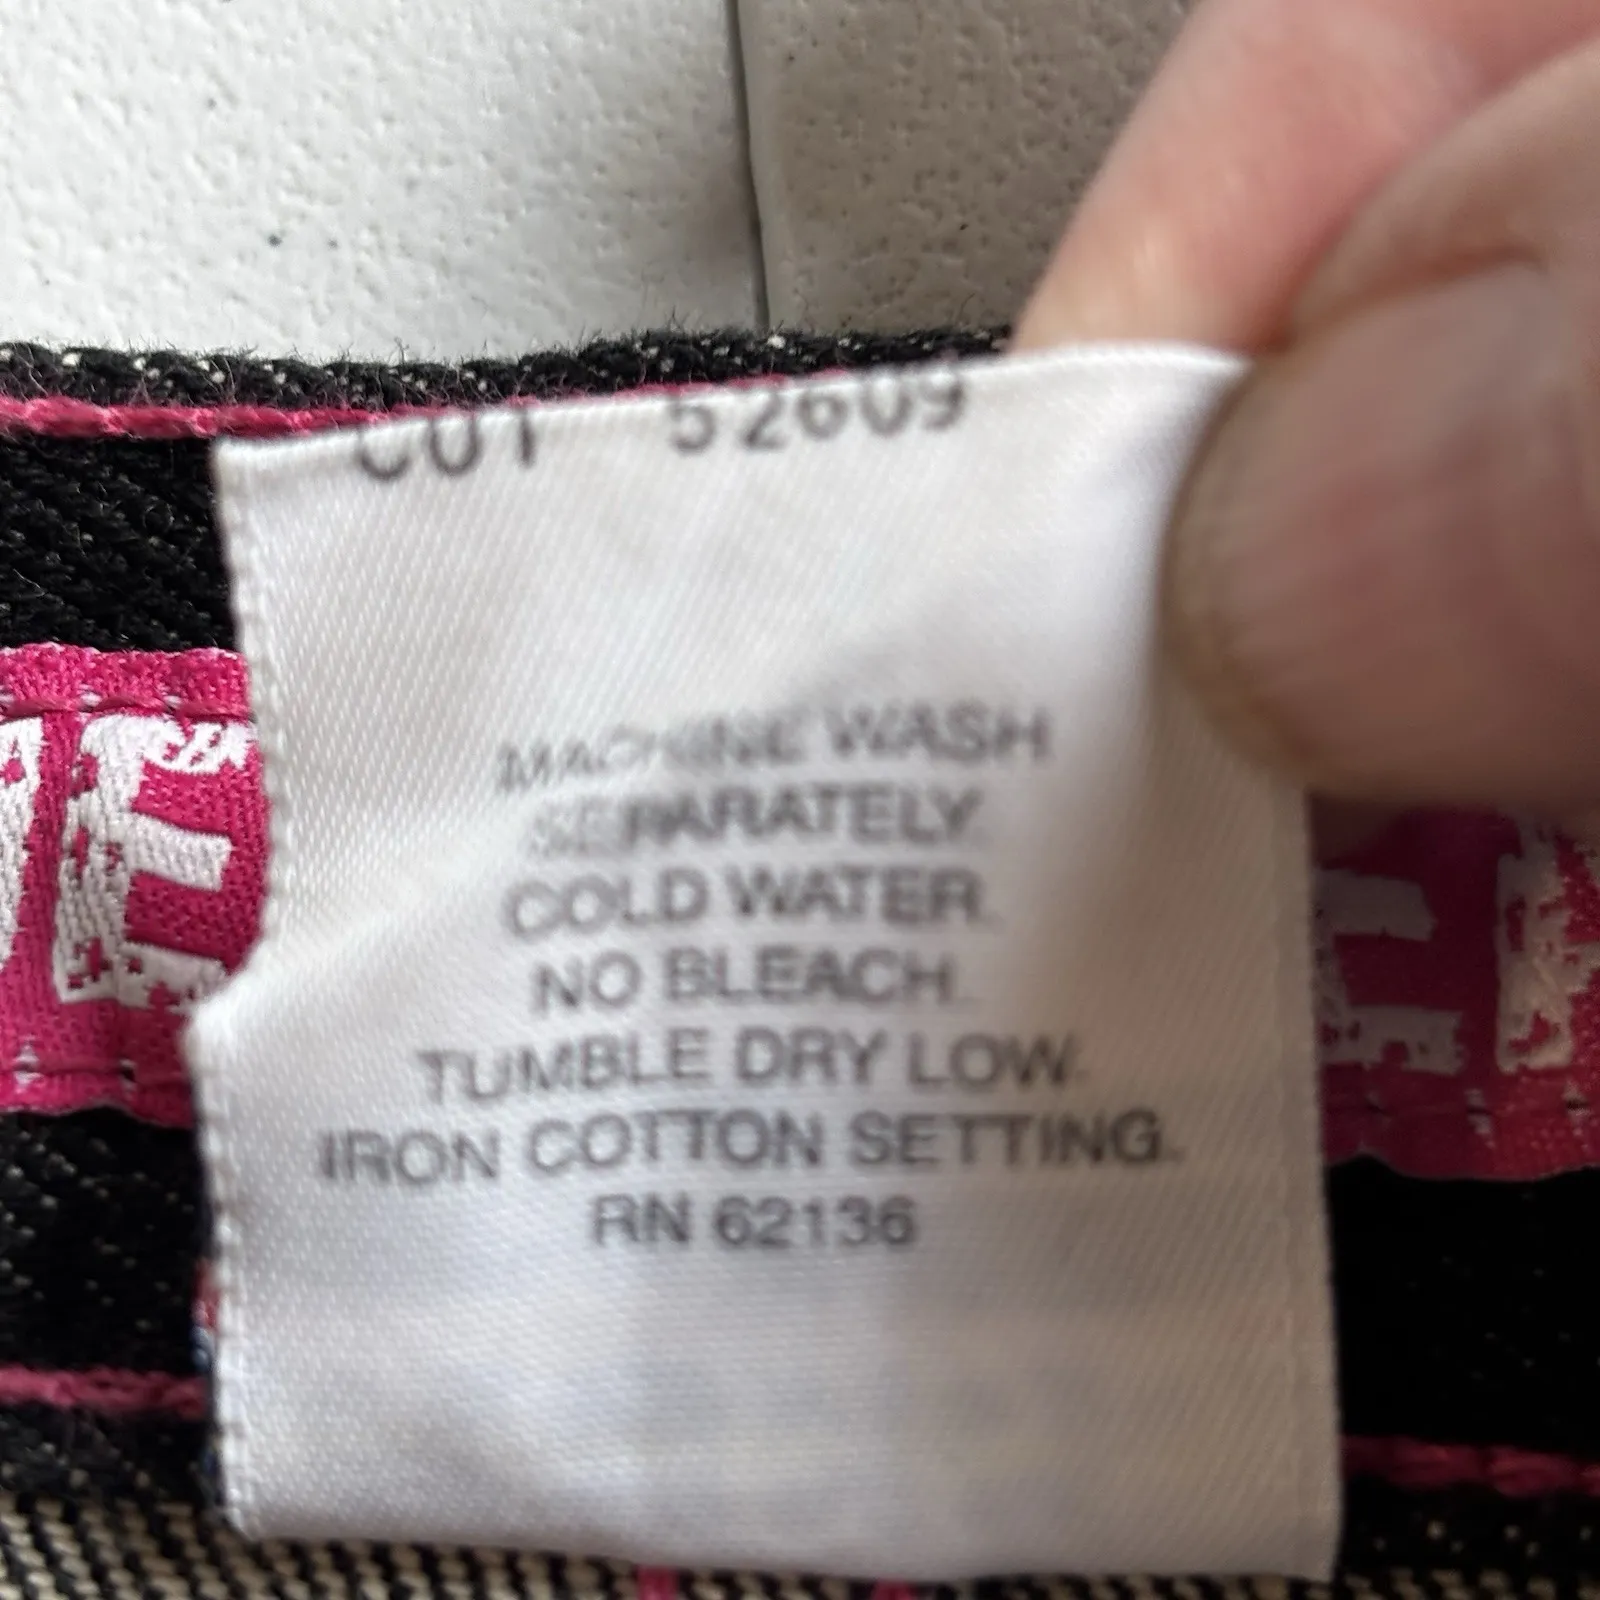 CUT 52609
MACHINE WASH
SEPARATELY.
COLD WATER.
NO BLEACH.
TUMBLE DRY LOW.
IRON COTTON SETTING.
RN 62136